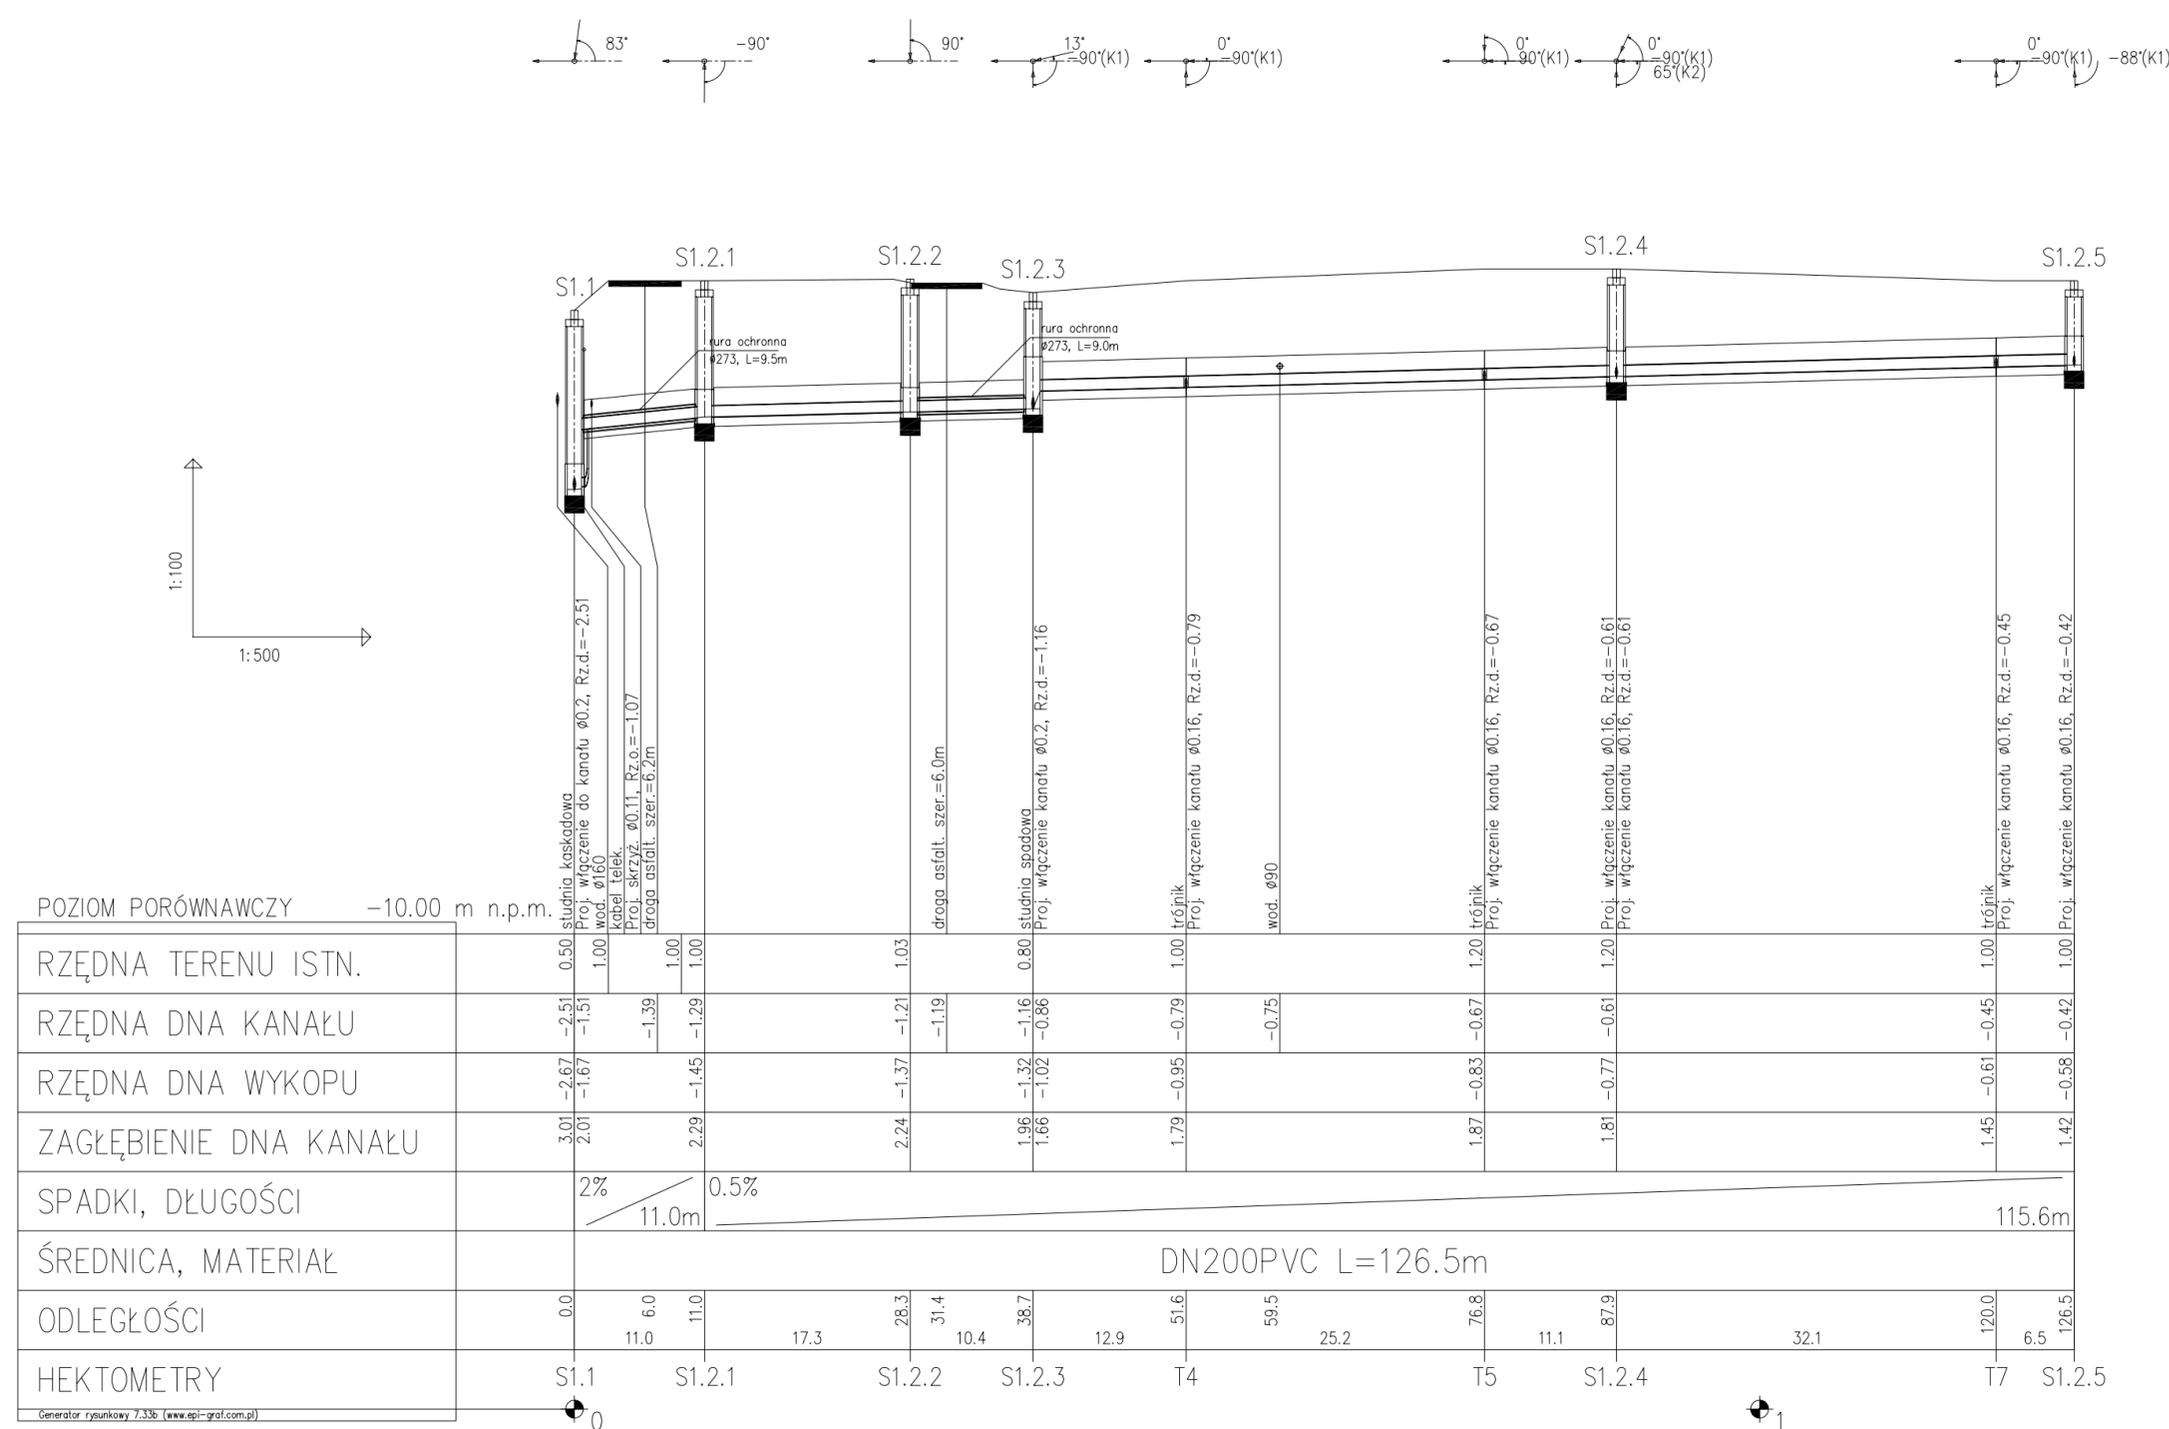 83°
-90°
90°
13°
-90°(K1)
0°
-90°(K1)
0°
90°(K1)
0°
-90°(K1)
65°(K2)
0°
-90°(K1)
-88°(K1)
S1.1
S1.2.1
S1.2.2
S1.2.3
S1.2.4
S1.2.5
rura ochronna
ø273, L=9.5m
rura ochronna
ø273, L=9.0m
1:100
1:500
studnia kaskadowa
Proj. włączenie do kanału ø0.2, Rz.d.=-2.51
wod. ø160
kabel telek.
Proj. skrzyż. ø0.11, Rz.o.=-1.07
droga asfalt. szer.=6.2m
droga asfalt. szer.=6.0m
studnia spadowa
Proj. włączenie kanału ø0.2, Rz.d.=-1.16
trójnik
Proj. włączenie kanału ø0.16, Rz.d.=-0.79
wod. ø90
trójnik
Proj. włączenie kanału ø0.16, Rz.d.=-0.67
Proj. włączenie kanału ø0.16, Rz.d.=-0.61
Proj. włączenie kanału ø0.16, Rz.d.=-0.61
trójnik
Proj. włączenie kanału ø0.16, Rz.d.=-0.45
Proj. włączenie kanału ø0.16, Rz.d.=-0.42
POZIOM PORÓWNAWCZY -10.00 m n.p.m.
RZĘDNA TERENU ISTN. 0.50 1.00 1.00 1.00 1.03 0.80 1.00 1.20 1.20 1.00 1.00
RZĘDNA DNA KANAŁU -2.51 -1.51 -1.39 -1.29 -1.21 -1.19 -1.16 -0.86 -0.79 -0.75 -0.67 -0.61 -0.45 -0.42
RZĘDNA DNA WYKOPU -2.67 -1.67 -1.45 -1.37 -1.32 -1.02 -0.95 -0.83 -0.77 -0.61 -0.58
ZAGŁĘBIENIE DNA KANAŁU 3.01 2.01 2.29 2.24 1.96 1.66 1.79 1.87 1.81 1.45 1.42
SPADKI, DŁUGOŚCI 2% 11.0m 0.5% 115.6m
ŚREDNICA, MATERIAŁ DN200PVC L=126.5m
ODLEGŁOŚCI 0.0 6.0 11.0 28.3 31.4 38.7 51.6 59.5 76.8 87.9 120.0 126.5
11.0 17.3 10.4 12.9 25.2 11.1 32.1 6.5
HEKTOMETRY S1.1 S1.2.1 S1.2.2 S1.2.3 T4 T5 S1.2.4 T7 S1.2.5
Generator rysunkowy 7.33b (www.epi-graf.com.pl)
0 1